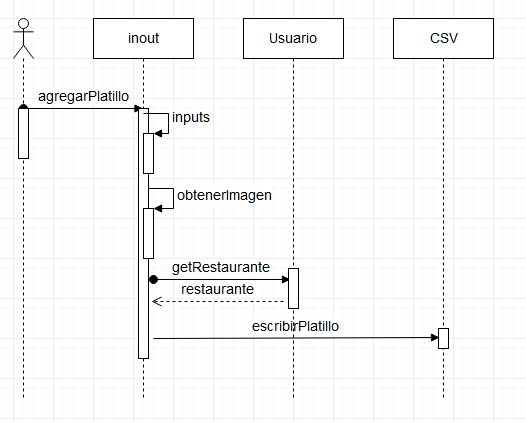 inout
Usuario
CSV
agregarPlatillo
inputs
obtenerImagen
getRestaurante
restaurante
escribirPlatillo